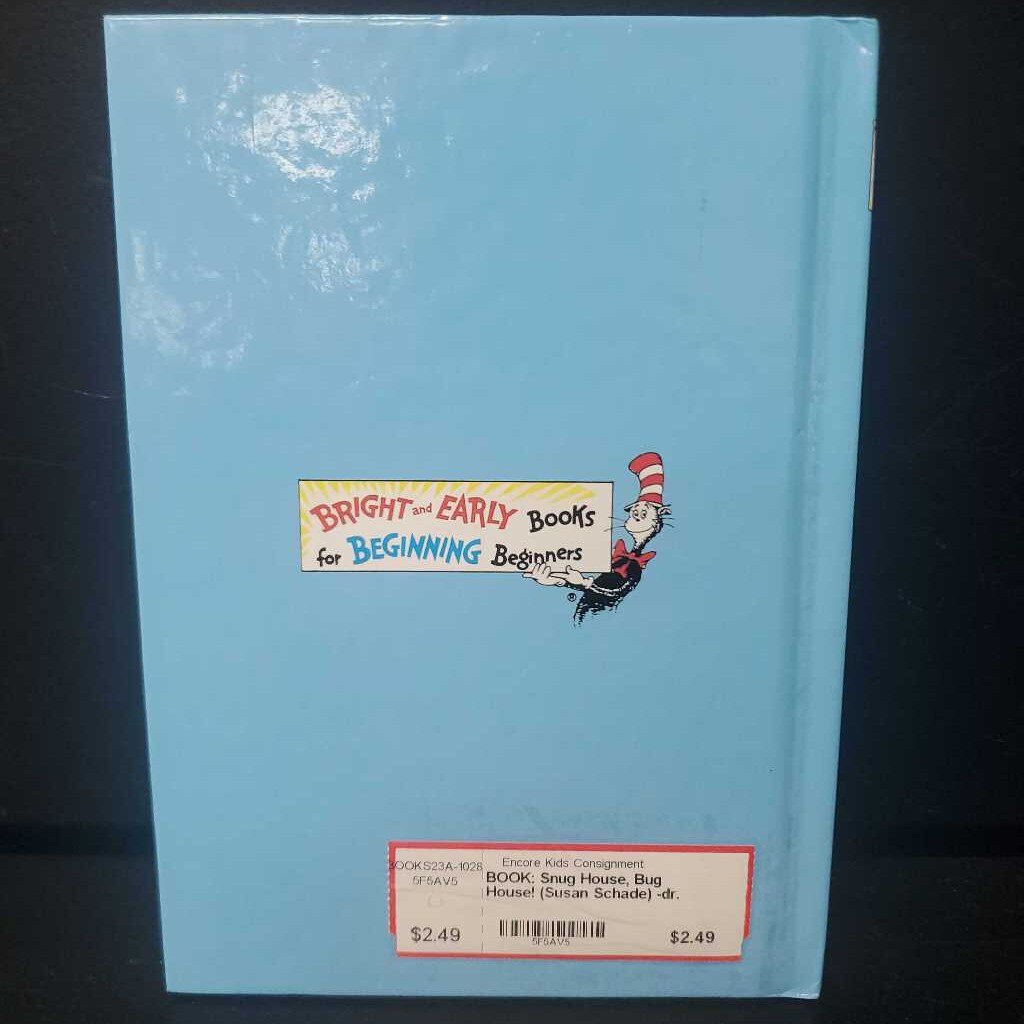 BRIGHT and EARLY Books
for BEGINNING Beginners
®
BOOKS23A-1028
5F5AV5
$2.49
Encore Kids Consignment
BOOK: Snug House, Bug
House! (Susan Schade) -dr.
5F5AV5
$2.49